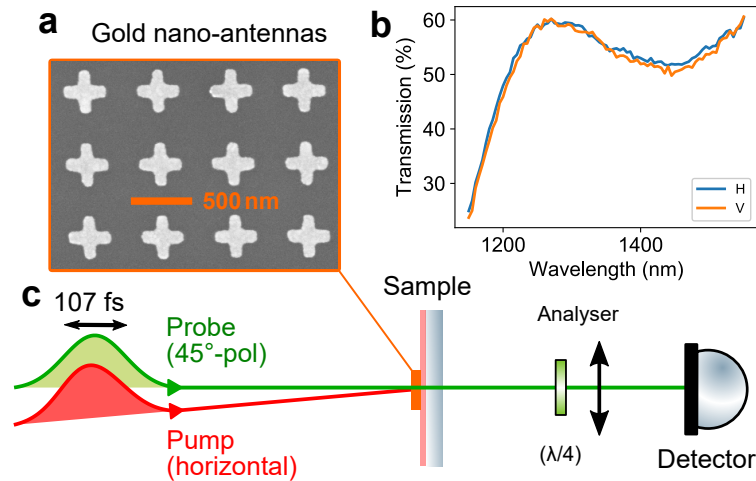 a
Gold nano-antennas
500 nm
b
Transmission (%)
60
50
40
30
H
V
1200
1400
Wavelength (nm)
c
107 fs
Probe
(45°-pol)
Pump
(horizontal)
Sample
Analyser
(λ/4)
Detector